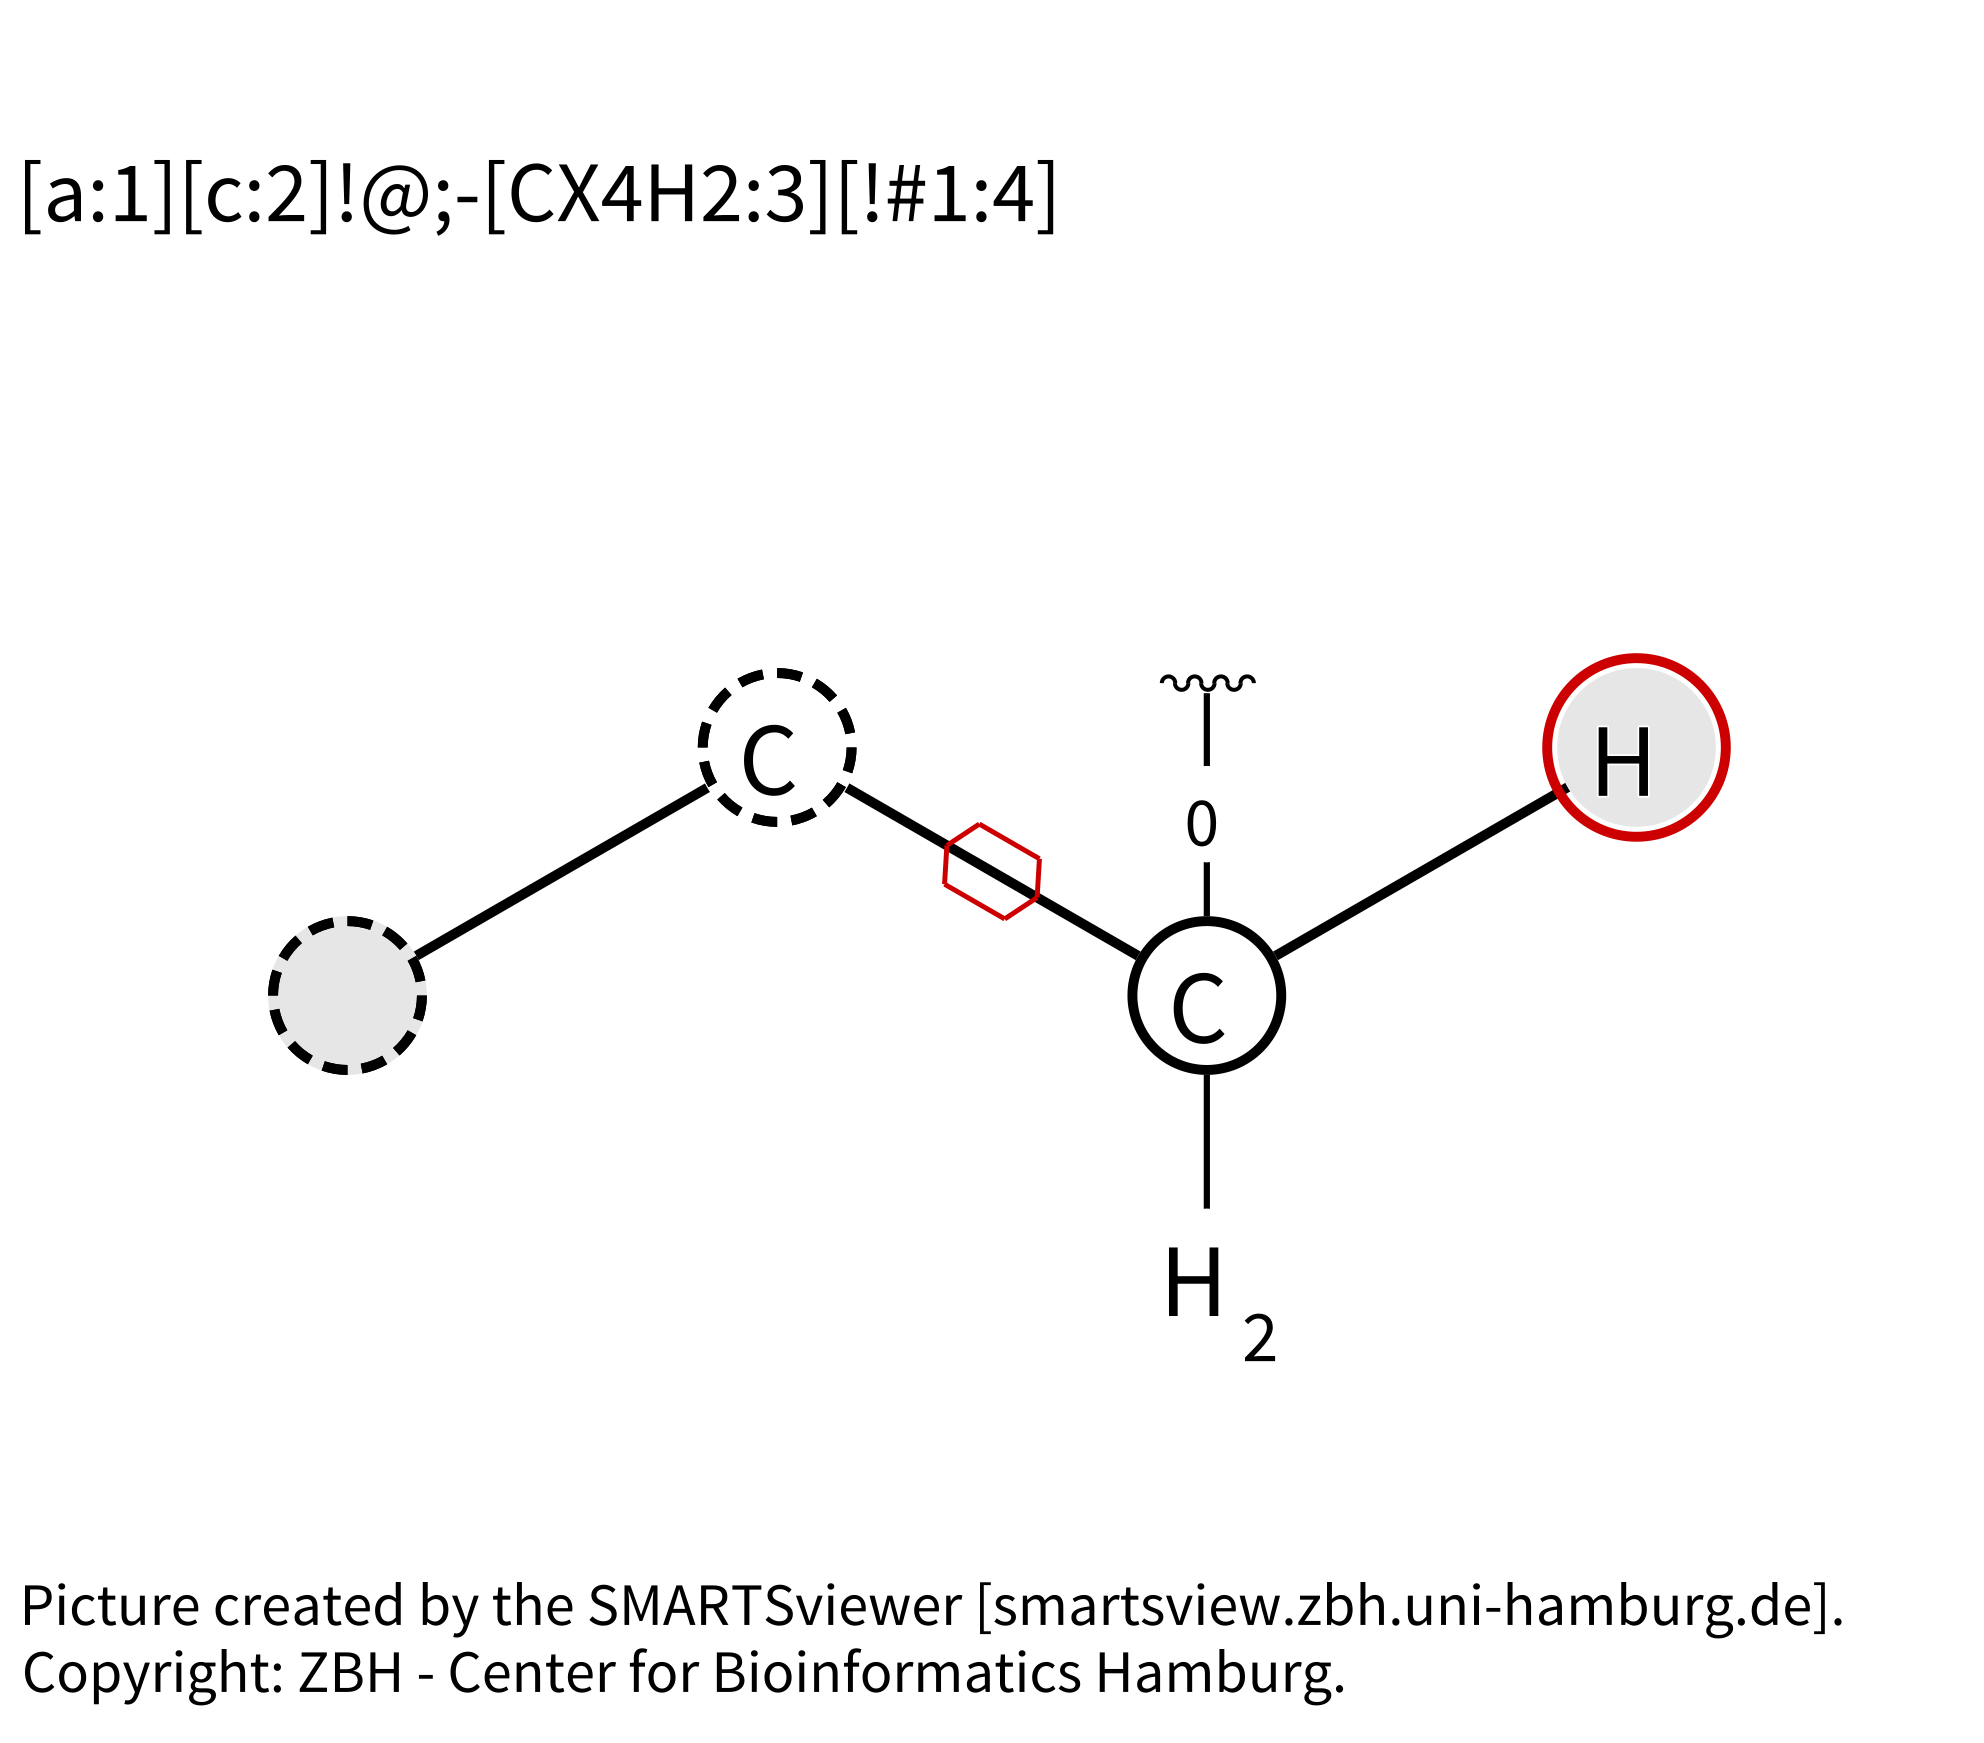 [a:1][c:2]!@;-[CX4H2:3][!#1:4]
C
H
0
C
H
2
Picture created by the SMARTSviewer [smartsview.zbh.uni-hamburg.de].
Copyright: ZBH - Center for Bioinformatics Hamburg.